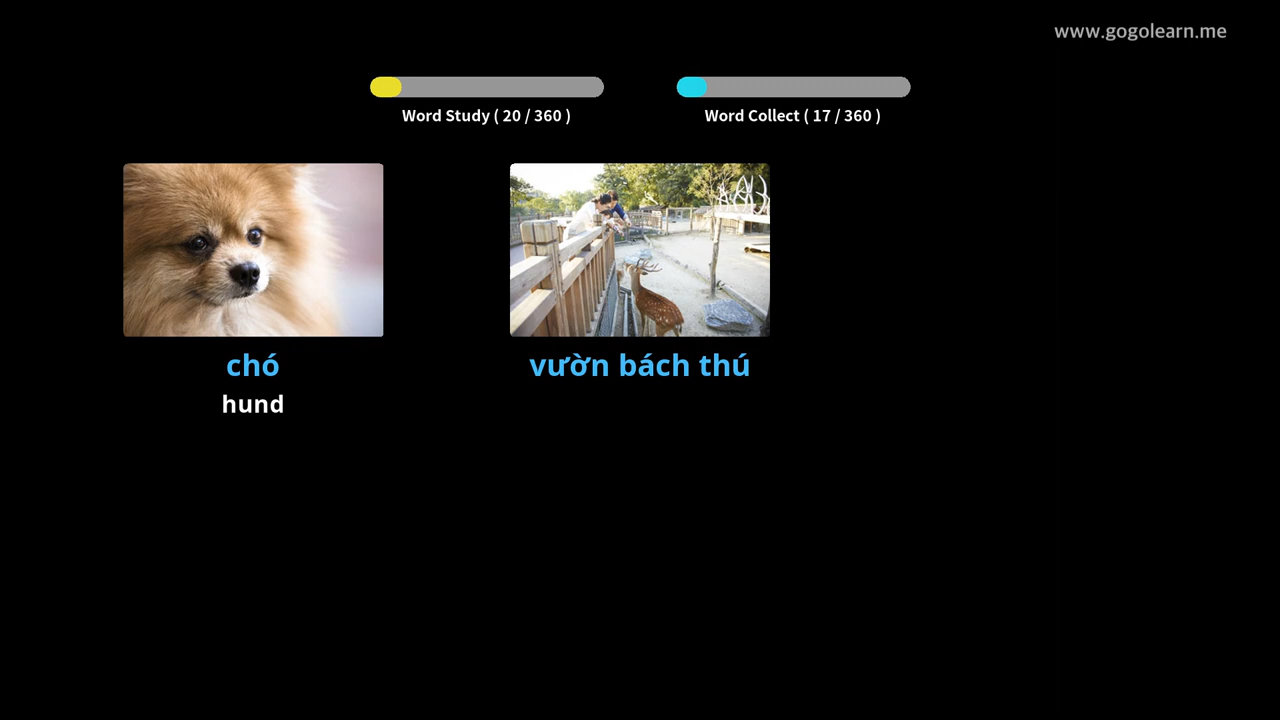 www.gogolearn.me
Word Study ( 20 / 360 )
Word Collect ( 17 / 360 )
chó
vườn bách thú
hund